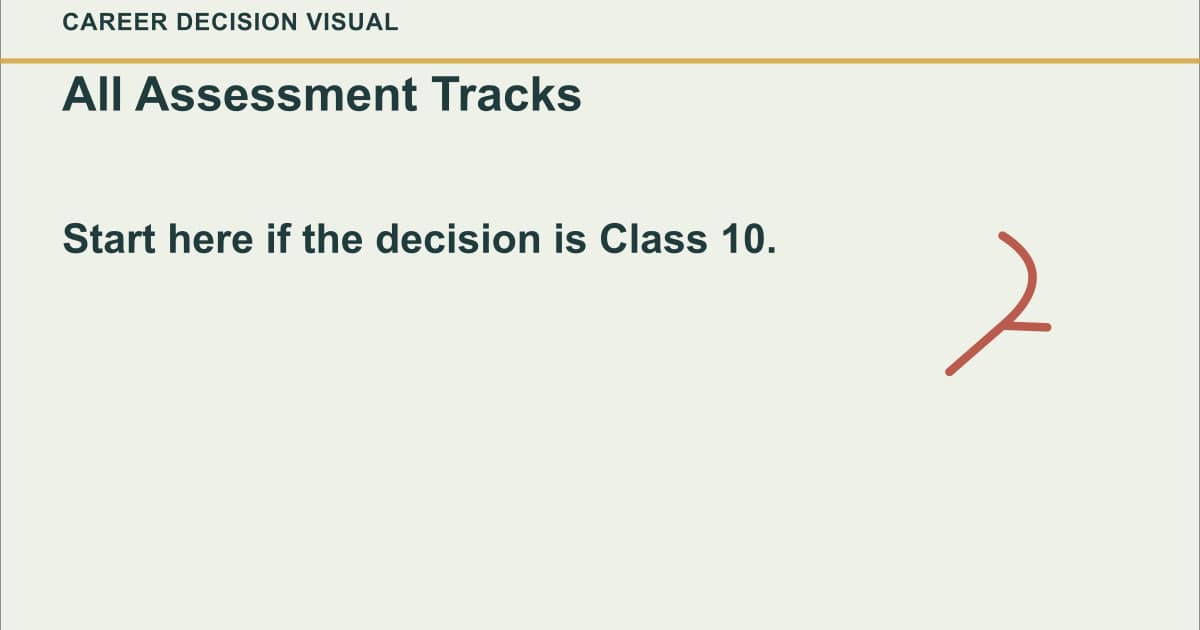 CAREER DECISION VISUAL
All Assessment Tracks
Start here if the decision is Class 10.